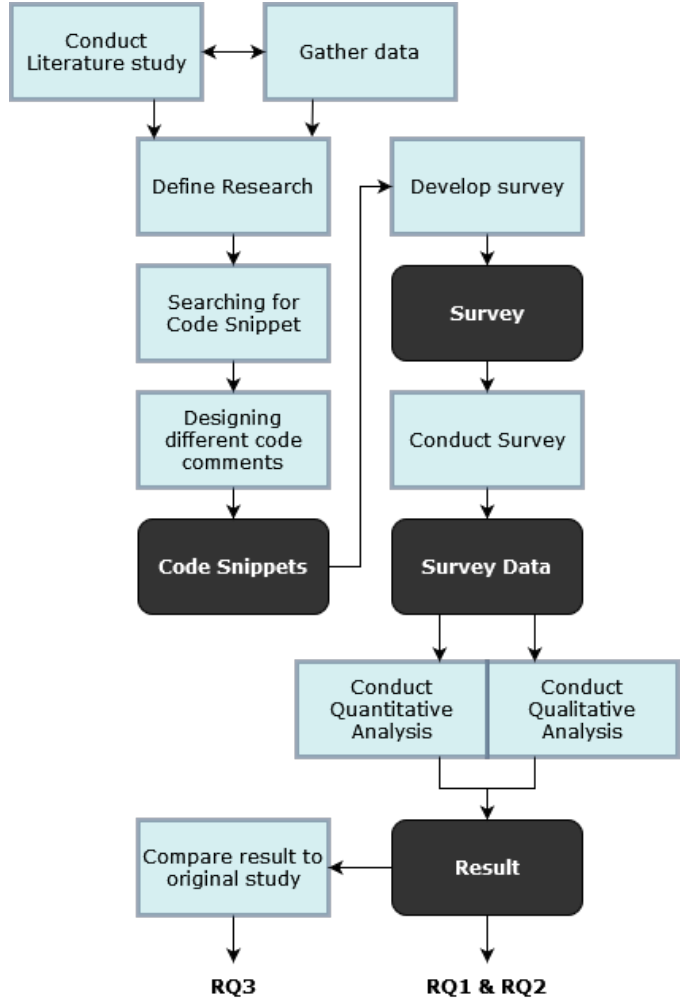 Conduct
Literature study
Gather data
Define Research
Develop survey
Searching for
Code Snippet
Survey
Designing
different code
comments
Conduct Survey
Code Snippets
Survey Data
Conduct
Quantitative
Analysis
Conduct
Qualitative
Analysis
Compare result to
original study
Result
RQ3
RQ1 & RQ2